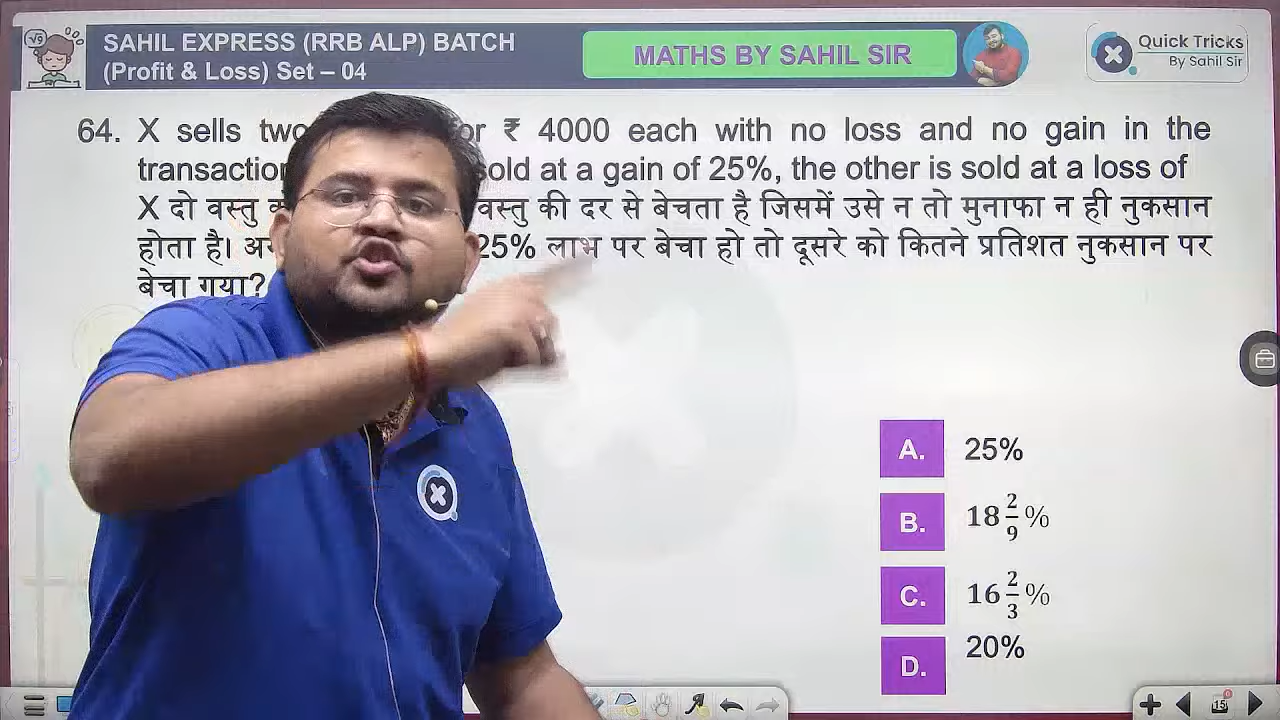 SAHIL EXPRESS (RRB ALP) BATCH
(Profit & Loss) Set – 04
MATHS BY SAHIL SIR
Quick Tricks
By Sahil Sir
64. X sells two or ₹ 4000 each with no loss and no gain in the
sold at a gain of 25%, the other is sold at a loss of
X दो वस्तु वस्तु की दर से बेचता है जिसमें उसे न तो मुनाफा न ही नुकसान
होता है। 25% लाभ पर बेचा हो तो दूसरे को कितने प्रतिशत नुकसान पर
बेचा गया?
A. 25%
B. 18 2/9 %
C. 16 2/3 %
D. 20%
15